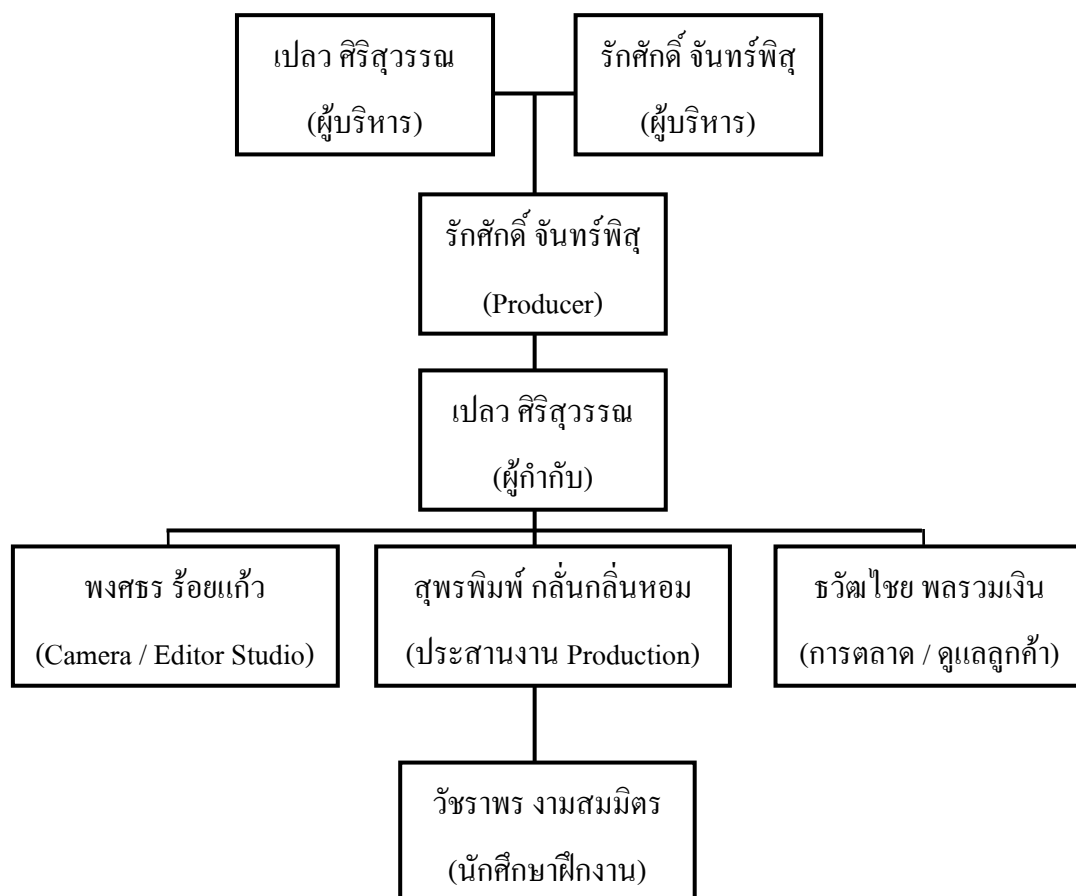 เปลว ศิริสุวรรณ
(ผู้บริหาร)
รักศักดิ์ จันทร์พิสุ
(ผู้บริหาร)
รักศักดิ์ จันทร์พิสุ
(Producer)
เปลว ศิริสุวรรณ
(ผู้กำกับ)
พงศธร ร้อยแก้ว
(Camera / Editor Studio)
สุพรพิมพ์ กลั่นกลิ่นหอม
(ประสานงาน Production)
ธวัฒไชย พลรวมเงิน
(การตลาด / ดูแลลูกค้า)
วัชราพร งามสมมิตร
(นักศึกษาฝึกงาน)